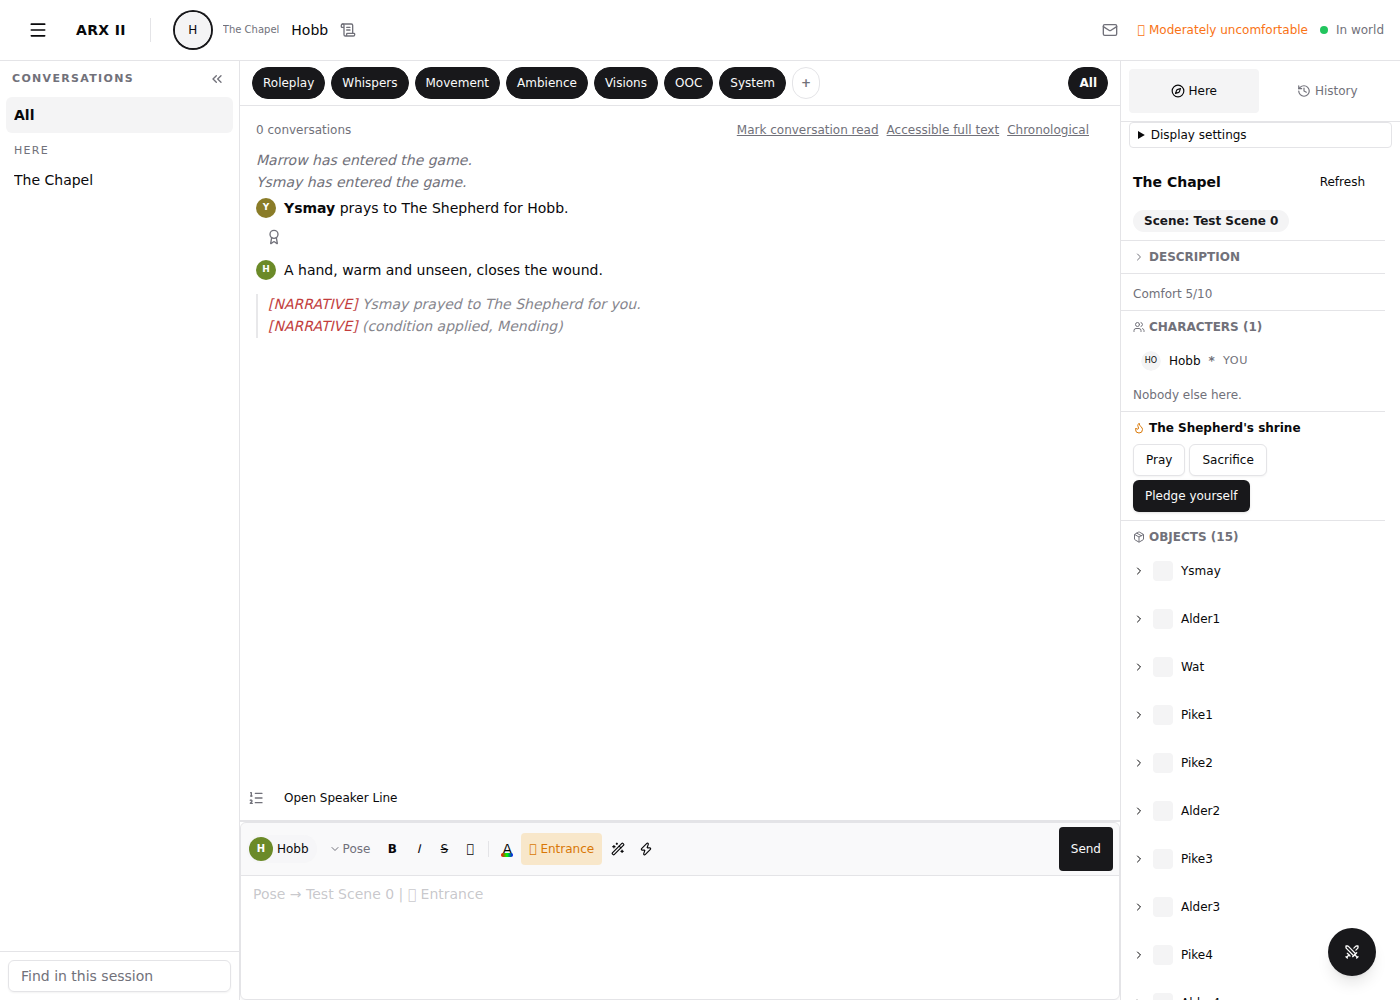 ARX II
H
The Chapel
Hobb
Moderately uncomfortable
In world
CONVERSATIONS
All
HERE
The Chapel
Find in this session
Roleplay
Whispers
Movement
Ambience
Visions
OOC
System
+
All
0 conversations
Mark conversation read
Accessible full text
Chronological
Marrow has entered the game.
Ysmay has entered the game.
Y
Ysmay prays to The Shepherd for Hobb.
H
A hand, warm and unseen, closes the wound.
[NARRATIVE] Ysmay prayed to The Shepherd for you.
[NARRATIVE] (condition applied, Mending)
Open Speaker Line
H
Hobb
Pose
B
I
S
A
Entrance
Send
Pose → Test Scene 0 | Entrance
Here
History
Display settings
The Chapel
Refresh
Scene: Test Scene 0
DESCRIPTION
Comfort 5/10
CHARACTERS (1)
HO
Hobb * YOU
Nobody else here.
The Shepherd's shrine
Pray
Sacrifice
Pledge yourself
OBJECTS (15)
Ysmay
Alder1
Wat
Pike1
Pike2
Alder2
Pike3
Alder3
Pike4